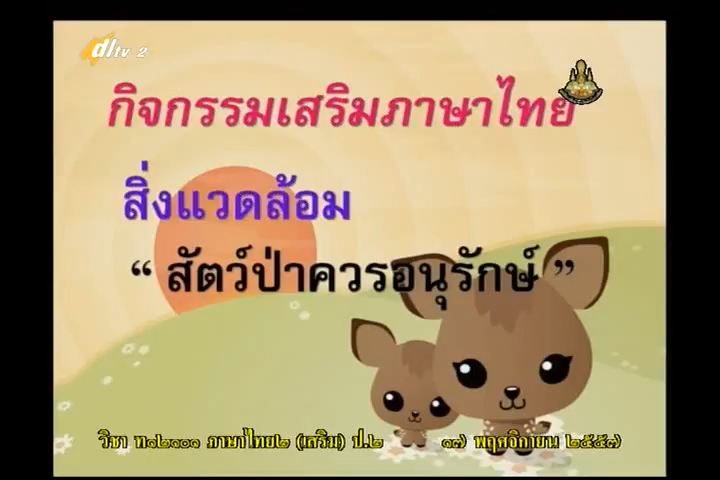 dltv 2
กิจกรรมเสริมภาษาไทย
สิ่งแวดล้อม
“ สัตว์ป่าควรอนุรักษ์ ”
วิชา ท๑๒๑๐๑ ภาษาไทย๒ (เสริม) ป.๒ ๑๗ พฤศจิกายน ๒๕๕๗